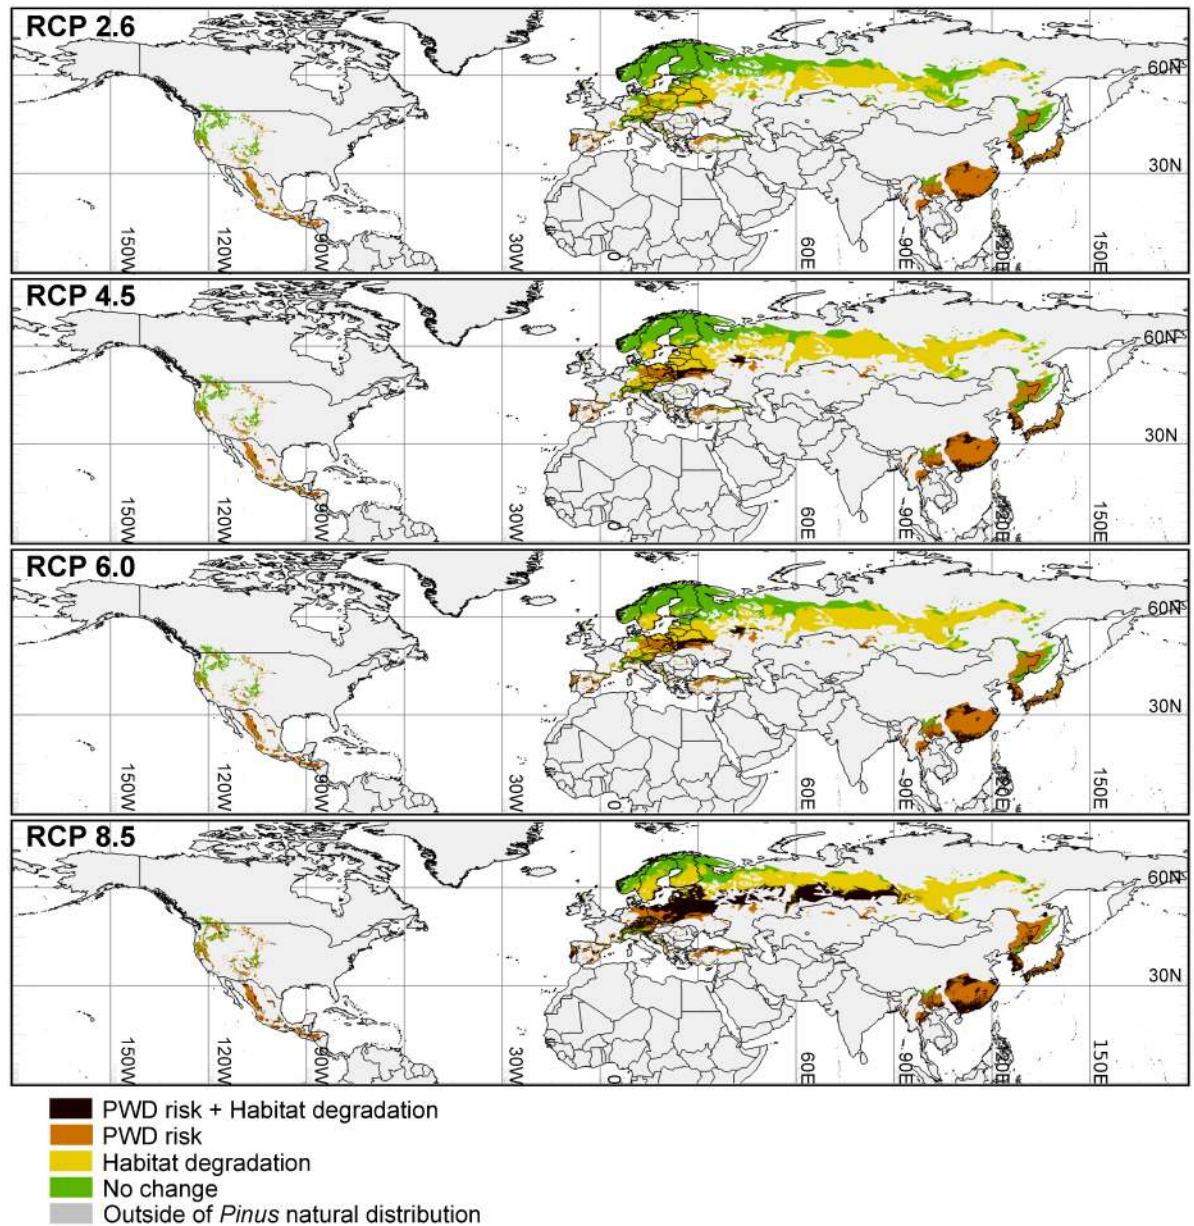 RCP 2.6
60N
30N
150W
120W
90W
30W
0
60E
90E
120E
150E
RCP 4.5
60N
30N
150W
120W
90W
30W
0
60E
90E
120E
150E
RCP 6.0
60N
30N
150W
120W
90W
30W
0
60E
90E
120E
150E
RCP 8.5
60N
30N
150W
120W
90W
30W
0
60E
90E
120E
150E
PWD risk + Habitat degradation
PWD risk
Habitat degradation
No change
Outside of Pinus natural distribution